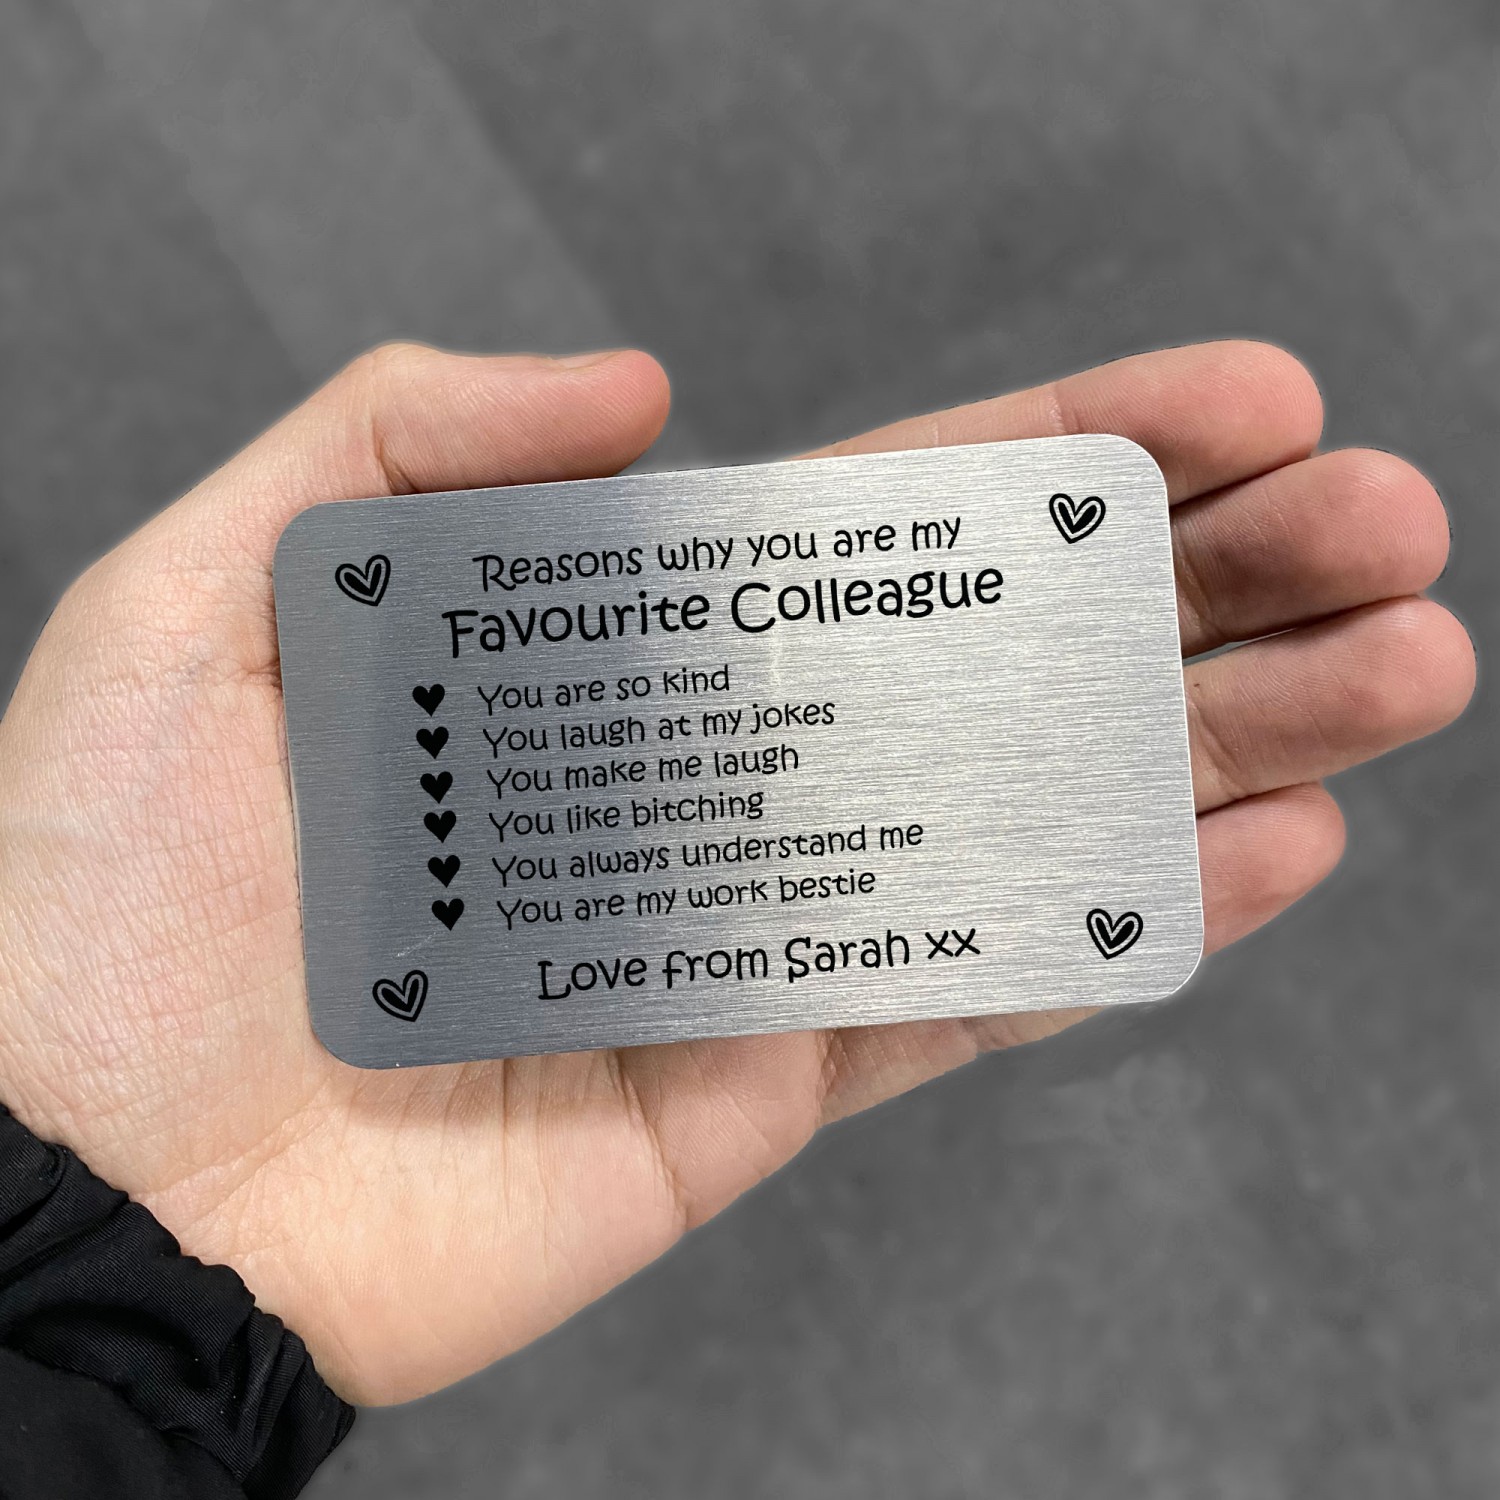 Reasons why you are my
Favourite Colleague
You are so kind
You laugh at my jokes
You make me laugh
You like bitching
You always understand me
You are my work bestie
Love from Sarah xx